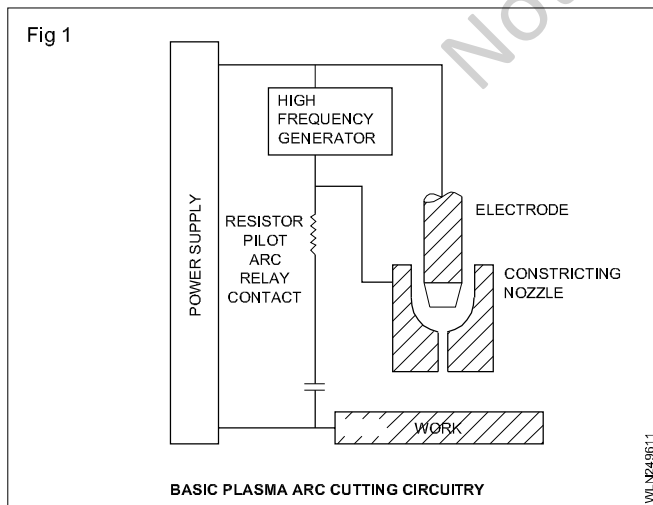 Fig 1
HIGH
FREQUENCY
GENERATOR
POWER SUPPLY
RESISTOR
PILOT
ARC
RELAY
CONTACT
ELECTRODE
CONSTRICTING
NOZZLE
WORK
BASIC PLASMA ARC CUTTING CIRCUITRY
WLN249611